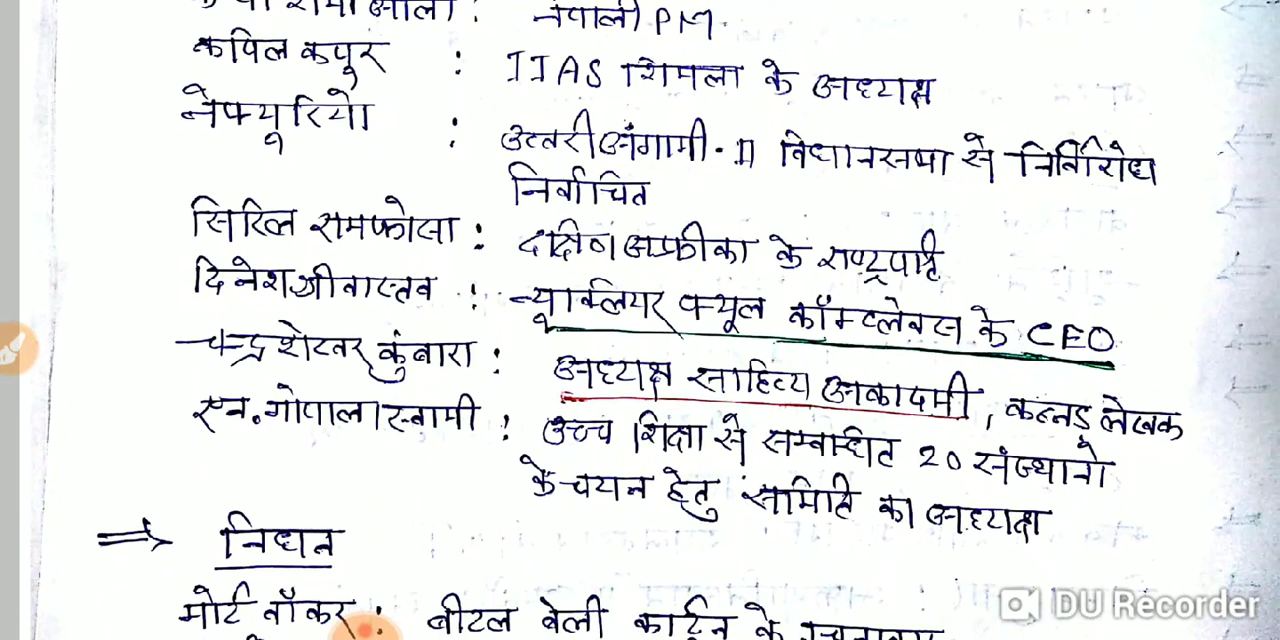 शर्मा ओली : नेपाली PM.
कपिल कपूर : IIAS शिमला के अध्यक्ष
नेफ्यूरियो : उत्तरी अंगामी-II विधानसभा से निर्विरोध
निर्वाचित
सिरिल रामफोसा : दक्षिण अफ्रीका के राष्ट्रपति
दिनेश श्रीवास्तव : न्यूक्लियर फ्यूल कॉम्प्लेक्स के CEO
चन्द्रशेखर कुंबारा : अध्यक्ष साहित्य अकादमी, कन्नड़ लेखक
एन. गोपालास्वामी : उच्च शिक्षा से सम्बन्धित 20 संस्थानो
के चयन हेतु समिति का अध्यक्ष
⇒ निधन
मोर्ट वॉकर : बीटल बेली कार्टून के
DU Recorder